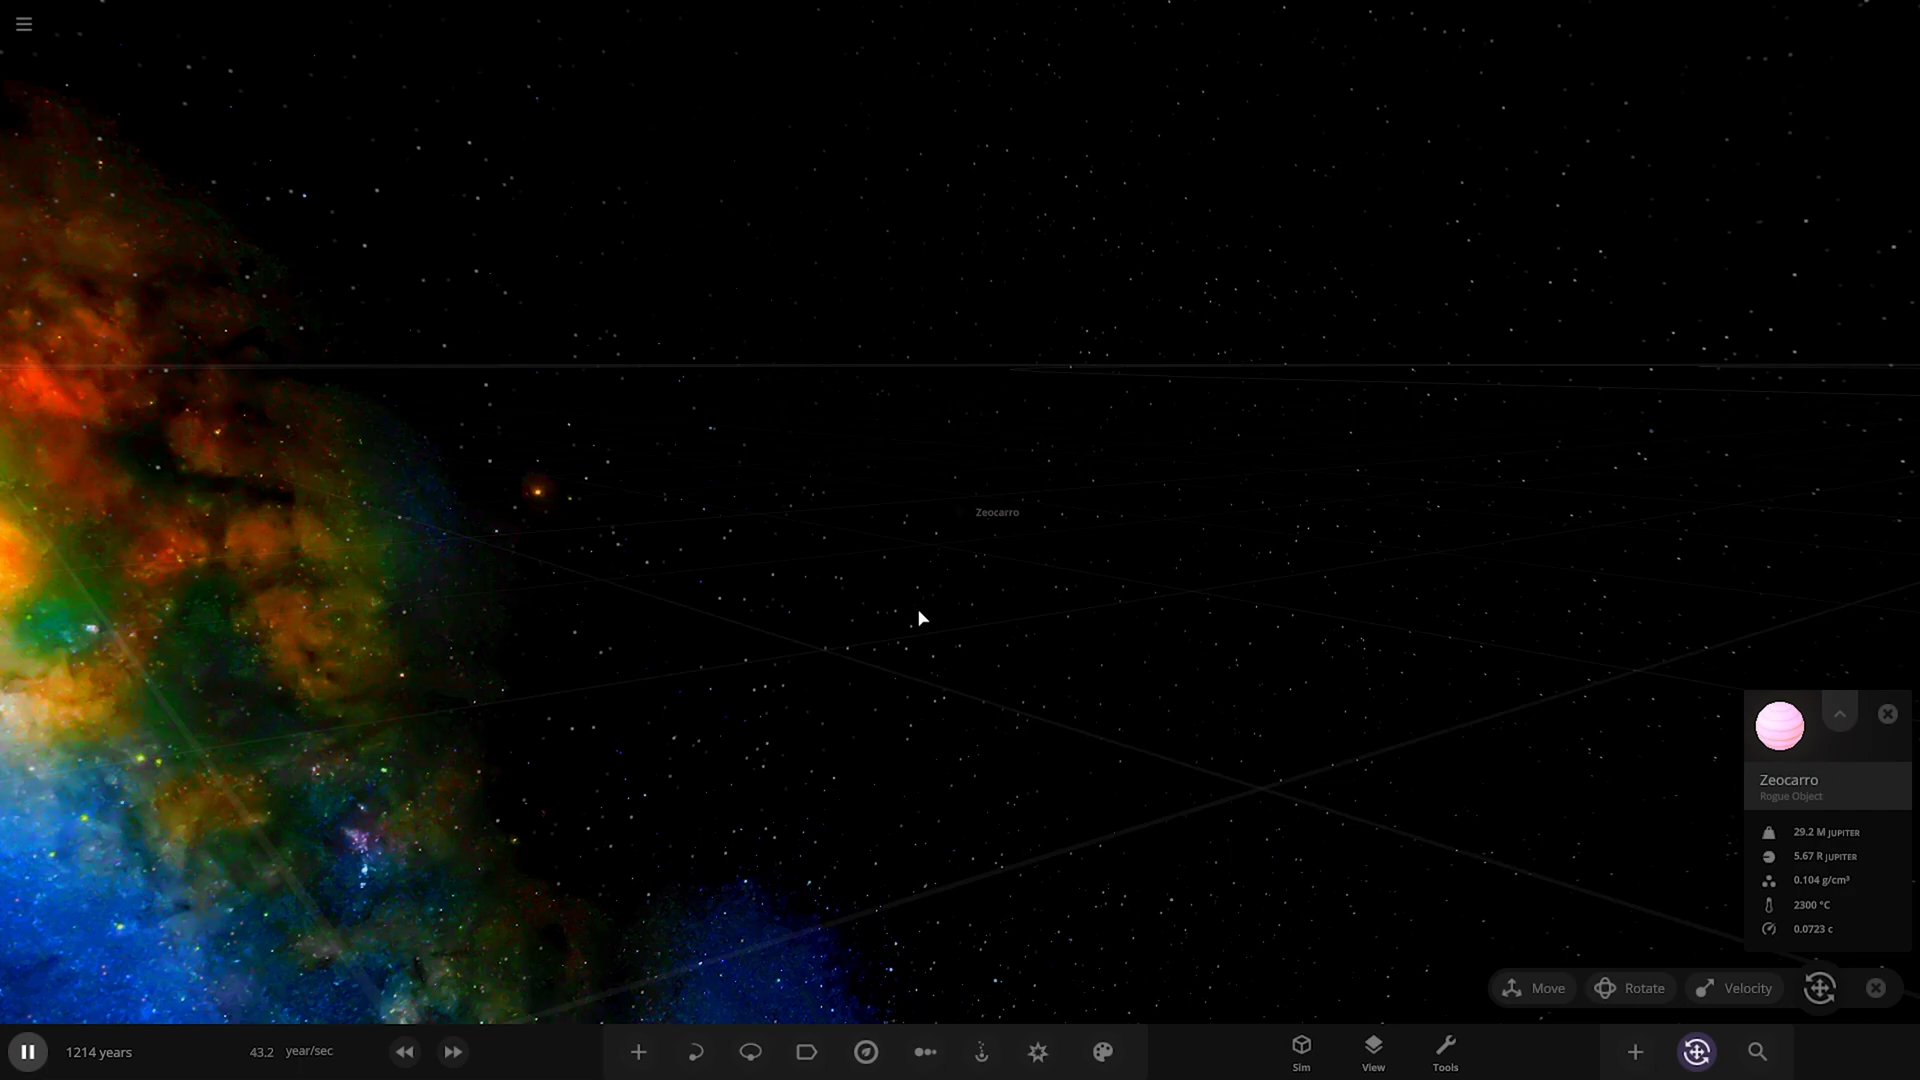 Zeocarro
Zeocarro
Rogue Object
29.2 M JUPITER
5.67 R JUPITER
0.104 g/cm³
2300 °C
0.0723 c
Move
Rotate
Velocity
1214 years
43.2 year/sec
Sim
View
Tools